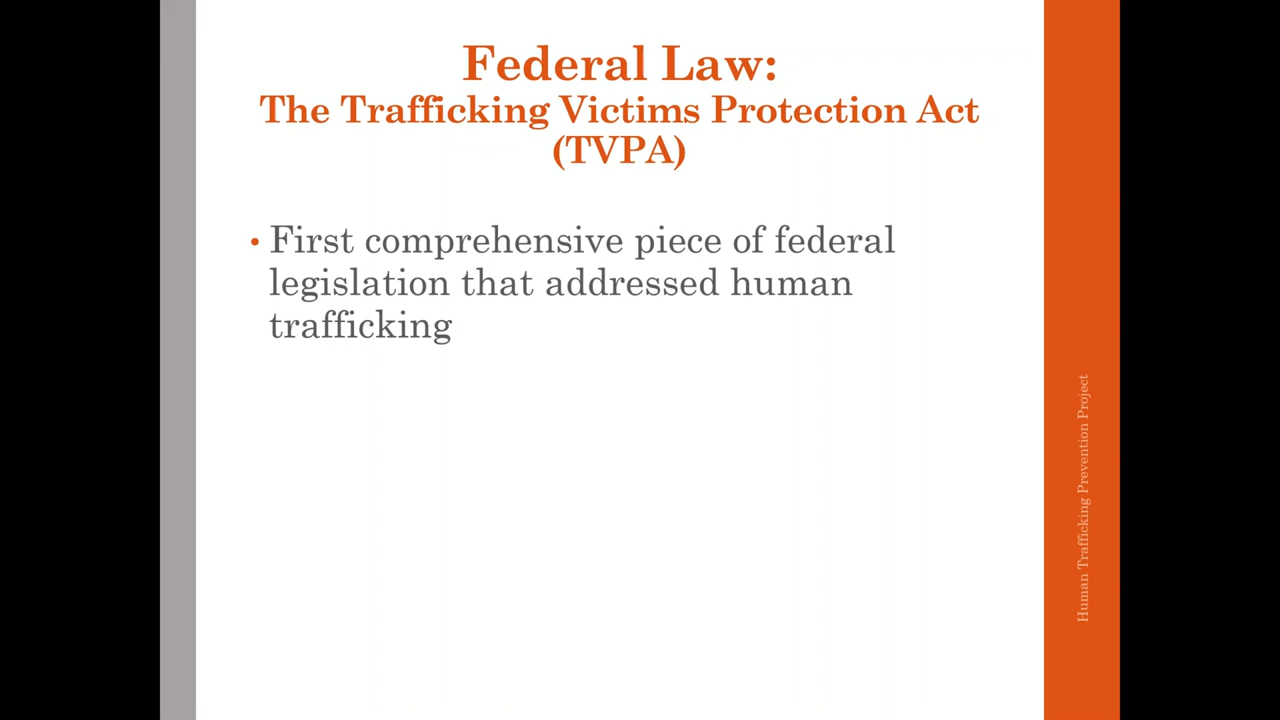 Federal Law:
The Trafficking Victims Protection Act
(TVPA)
• First comprehensive piece of federal
legislation that addressed human
trafficking
Human Trafficking Prevention Project